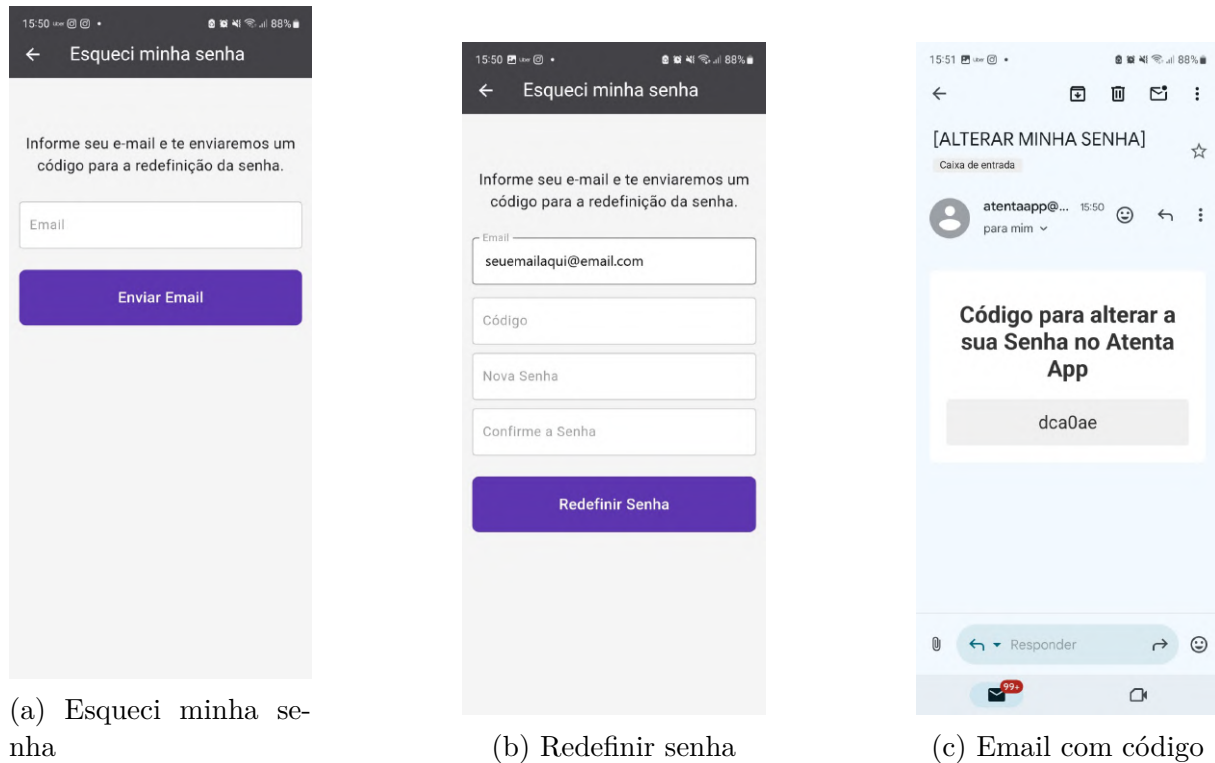 15:50
88%
Esqueci minha senha
Informe seu e-mail e te enviaremos um
código para a redefinição da senha.
Email
Enviar Email
(a) Esqueci minha se-
nha
15:50
88%
Esqueci minha senha
Informe seu e-mail e te enviaremos um
código para a redefinição da senha.
Email
seuemailaqui@email.com
Código
Nova Senha
Confirme a Senha
Redefinir Senha
(b) Redefinir senha
15:51
88%
[ALTERAR MINHA SENHA]
Caixa de entrada
atentaapp@... 15:50
para mim
Código para alterar a
sua Senha no Atenta
App
dca0ae
Responder
99+
(c) Email com código